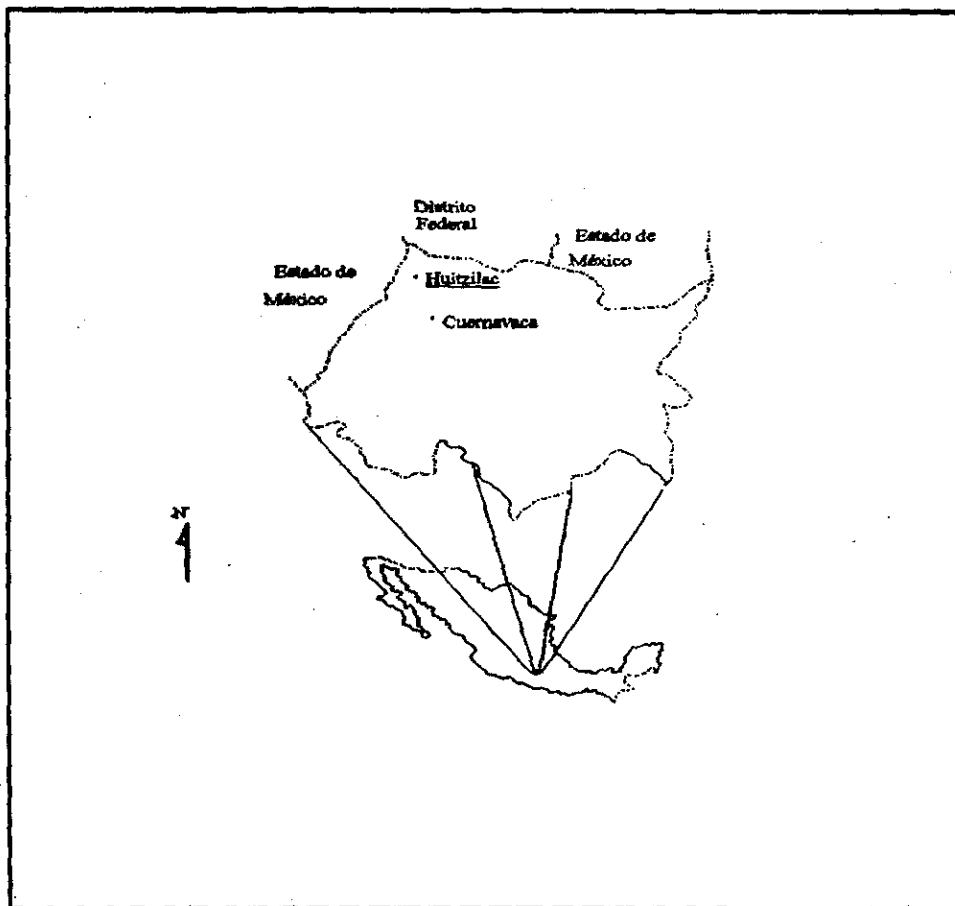 Distrito
Federal
Estado de
México
Estado de
México
Huitzilac
Cuernavaca
N